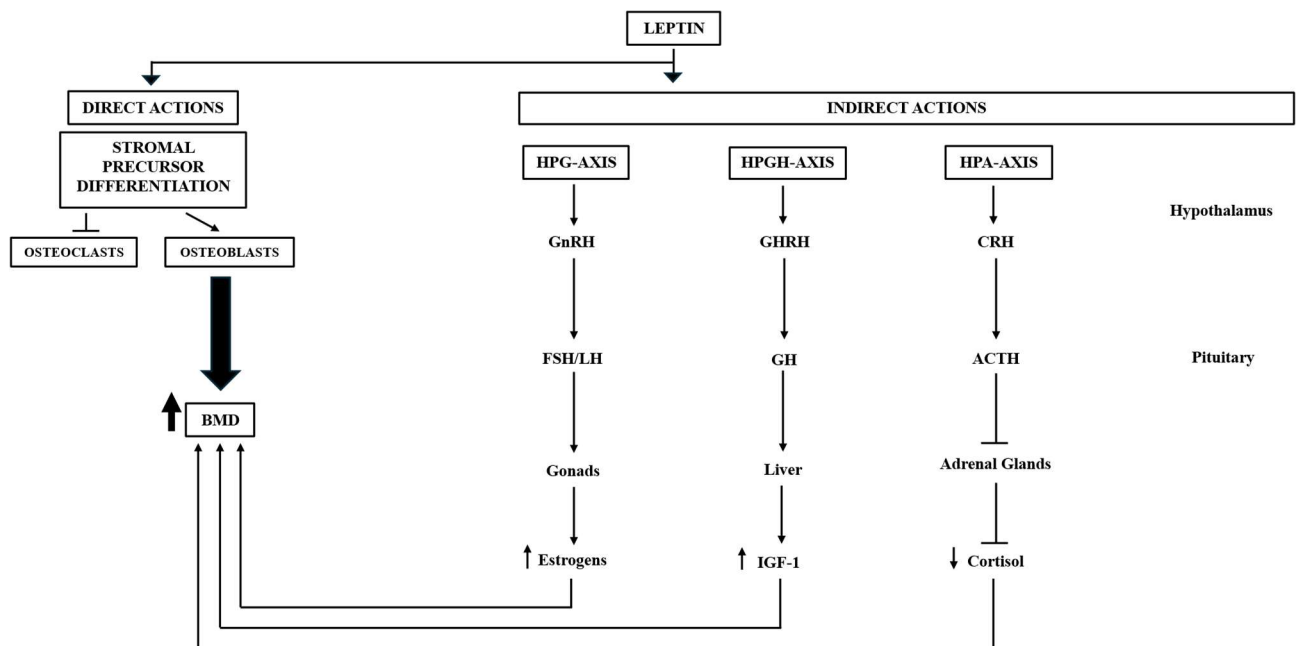 LEPTIN
DIRECT ACTIONS
INDIRECT ACTIONS
STROMAL
PRECURSOR
DIFFERENTIATION
HPG-AXIS
HPGH-AXIS
HPA-AXIS
Hypothalamus
OSTEOCLASTS
OSTEOBLASTS
GnRH
GHRH
CRH
FSH/LH
GH
ACTH
Pituitary
BMD
Gonads
Liver
Adrenal Glands
Estrogens
IGF-1
Cortisol